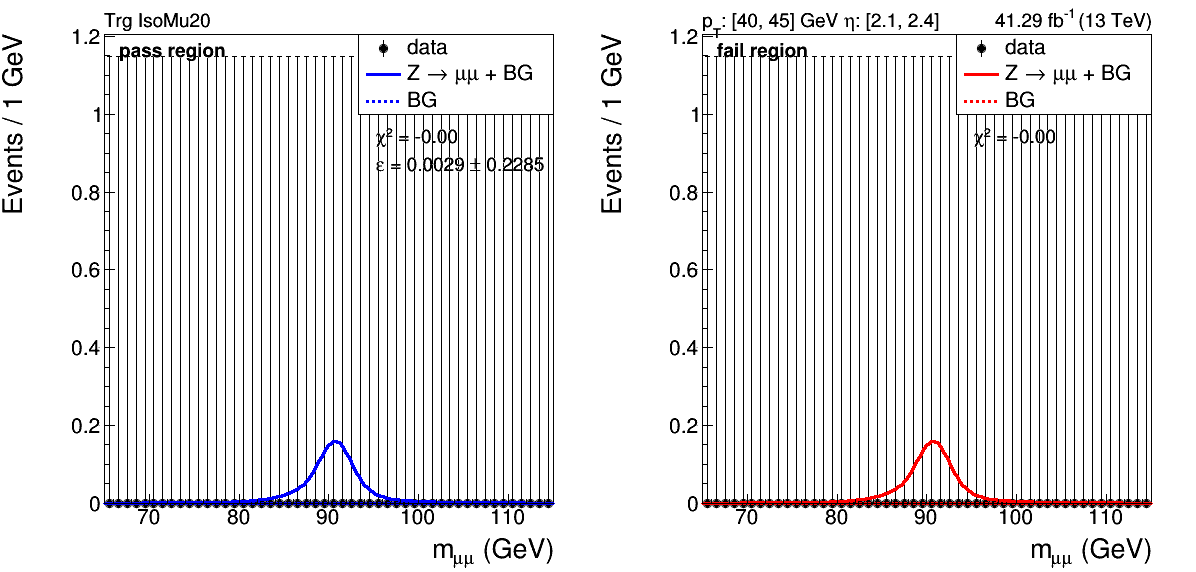 Trg IsoMu20
pass region
data
Z → μμ + BG
BG
χ² = -0.00
ε = 0.0029 ± 0.2285
Events / 1 GeV
1.2
1
0.8
0.6
0.4
0.2
0
70 80 90 100 110
m_μμ (GeV)
p_T: [40, 45] GeV η: [2.1, 2.4] 41.29 fb⁻¹ (13 TeV)
fail region
data
Z → μμ + BG
BG
χ² = -0.00
Events / 1 GeV
1.2
1
0.8
0.6
0.4
0.2
0
70 80 90 100 110
m_μμ (GeV)